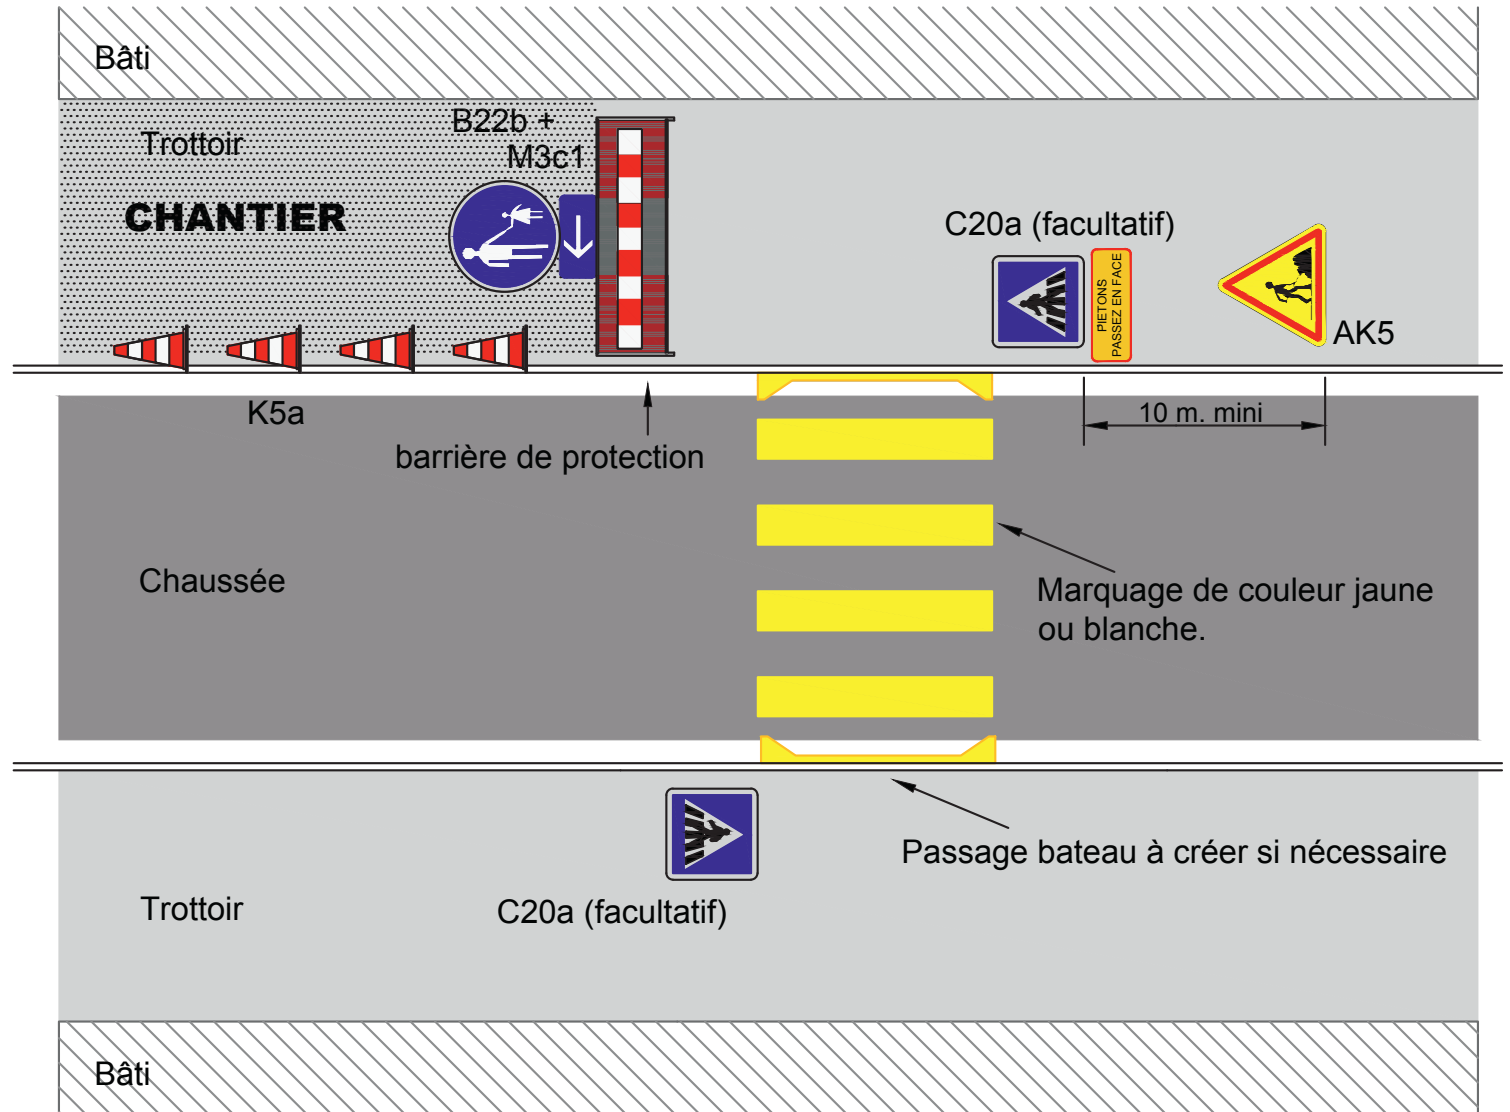 Bâti
Trottoir
CHANTIER
B22b +
M3c1
C20a (facultatif)
PIETONS
PASSEZ EN FACE
AK5
K5a
10 m. mini
barrière de protection
Chaussée
Marquage de couleur jaune
ou blanche.
Passage bateau à créer si nécessaire
Trottoir
C20a (facultatif)
Bâti